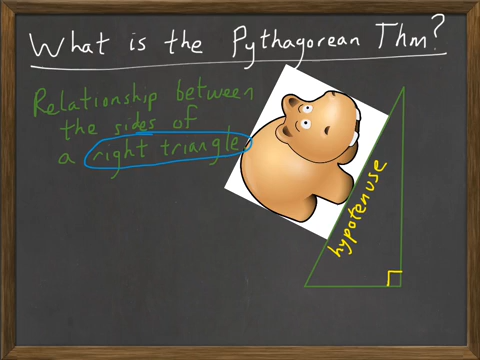 What is the Pythagorean Thm?
Relationship between
the sides of
a right triangle
hypotenuse